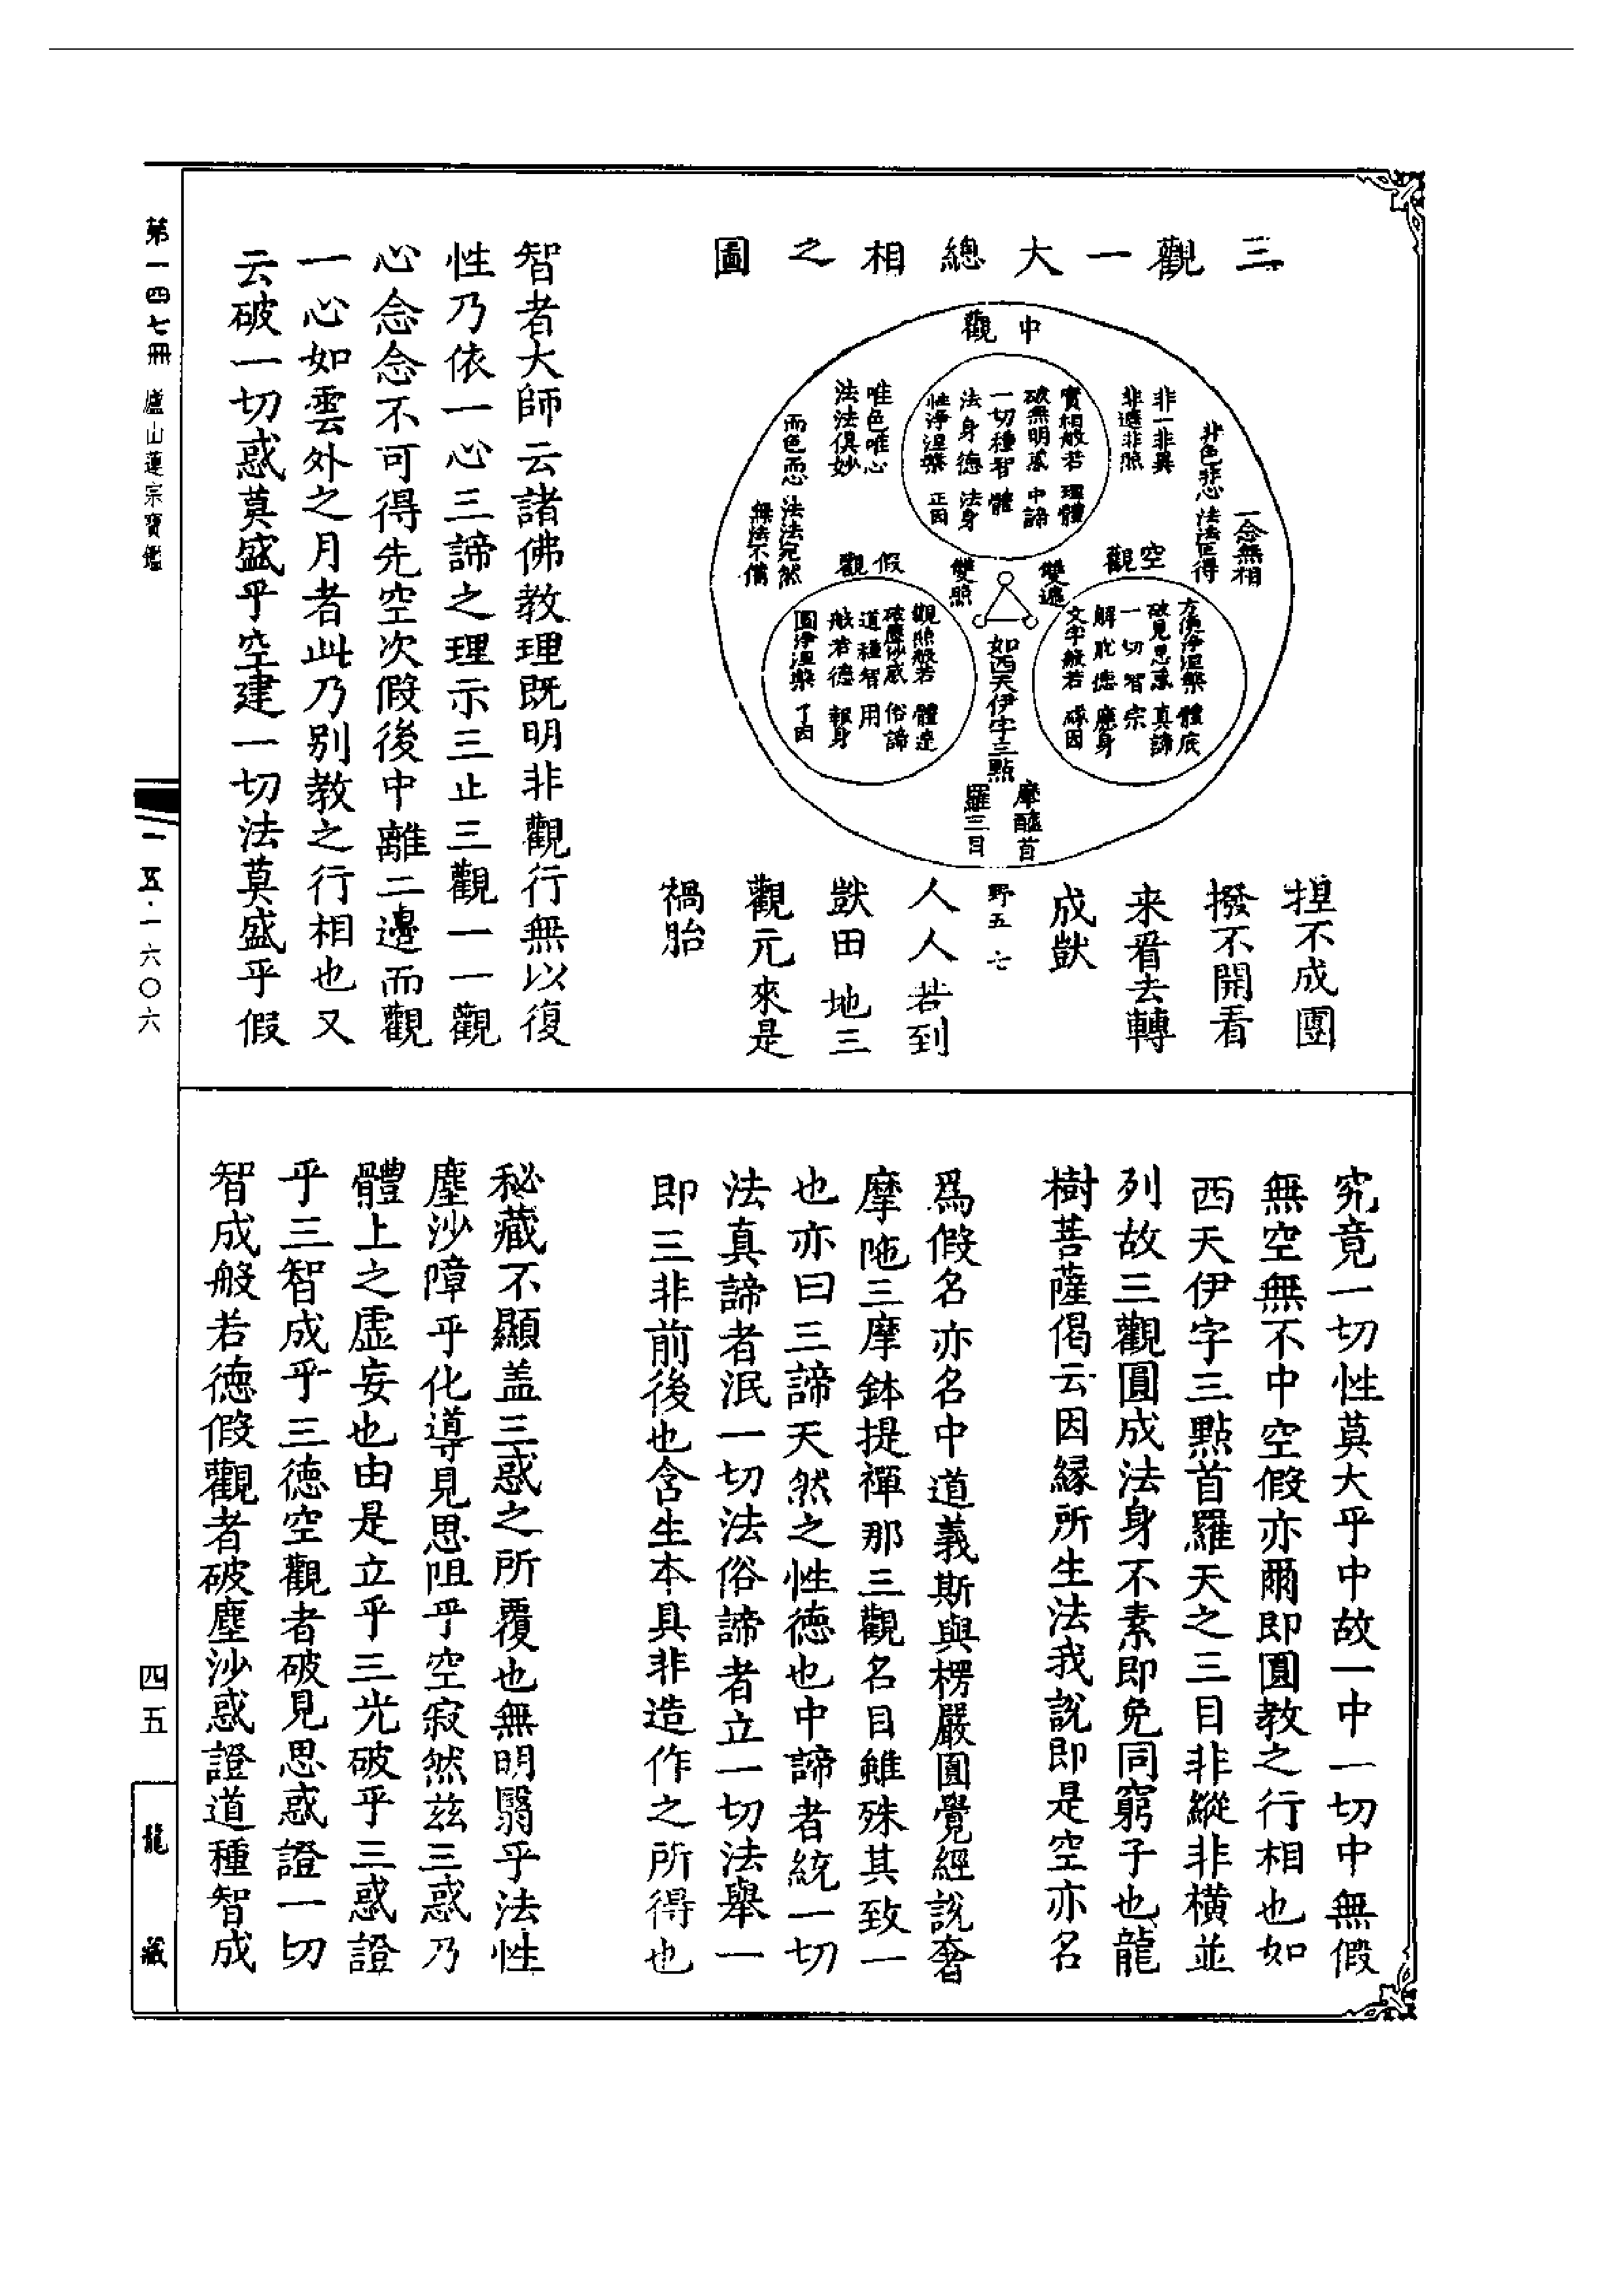 三觀一大總相之圖
中觀
實相般若 理體
破無明惑 中諦
一切種智 體
法身德 法身
性淨涅槃 正因
非一非異
非遮非照
唯色唯心
法法俱妙
非色非心 法法叵得
一念無相
而色而心 法法宛然
無法不備
空觀
方便淨涅槃 體底
破見思惑 真諦
一切智 宗
解脫德 應身
文字般若 緣因
假觀
觀照般若 體達
破塵沙惑 俗諦
道種智 用
般若德 報身
圓淨涅槃 了因
雙遮
雙照
如西天伊字三點
摩醯首
羅三目
捏不成團
撥不開看
来看去轉
成獃
野五 七
人人若到
獃田地三
觀元來是
禍胎
智者大師云諸佛教理既明非觀行無以復
性乃依一心三諦之理示三止三觀一一觀
心念念不可得先空次假後中離二邊而觀
一心如雲外之月者此乃别教之行相也又
云破一切惑莫盛乎空建一切法莫盛乎假
究竟一切性莫大乎中故一中一切中無假
無空無不中空假亦爾即圓教之行相也如
西天伊字三點首羅天之三目非縱非橫並
列故三觀圓成法身不素即免同窮子也龍
樹菩薩偈云因緣所生法我說即是空亦名
爲假名亦名中道義斯與楞嚴圓覺經說奢
摩陁三摩鉢提禪那三觀名目雖殊其致一
也亦曰三諦天然之性德也中諦者統一切
法真諦者泯一切法俗諦者立一切法舉一
即三非前後也含生本具非造作之所得也
秘藏不顯盖三惑之所覆也無明翳乎法性
塵沙障乎化導見思阻乎空寂然兹三惑乃
體上之虛妄也由是立乎三光破乎三惑證
乎三智成乎三德空觀者破見思惑證一切
智成般若德假觀者破塵沙惑證道種智成
第一四七冊 廬山蓮宗寶鑑
一五·一六〇六
四五
龍藏